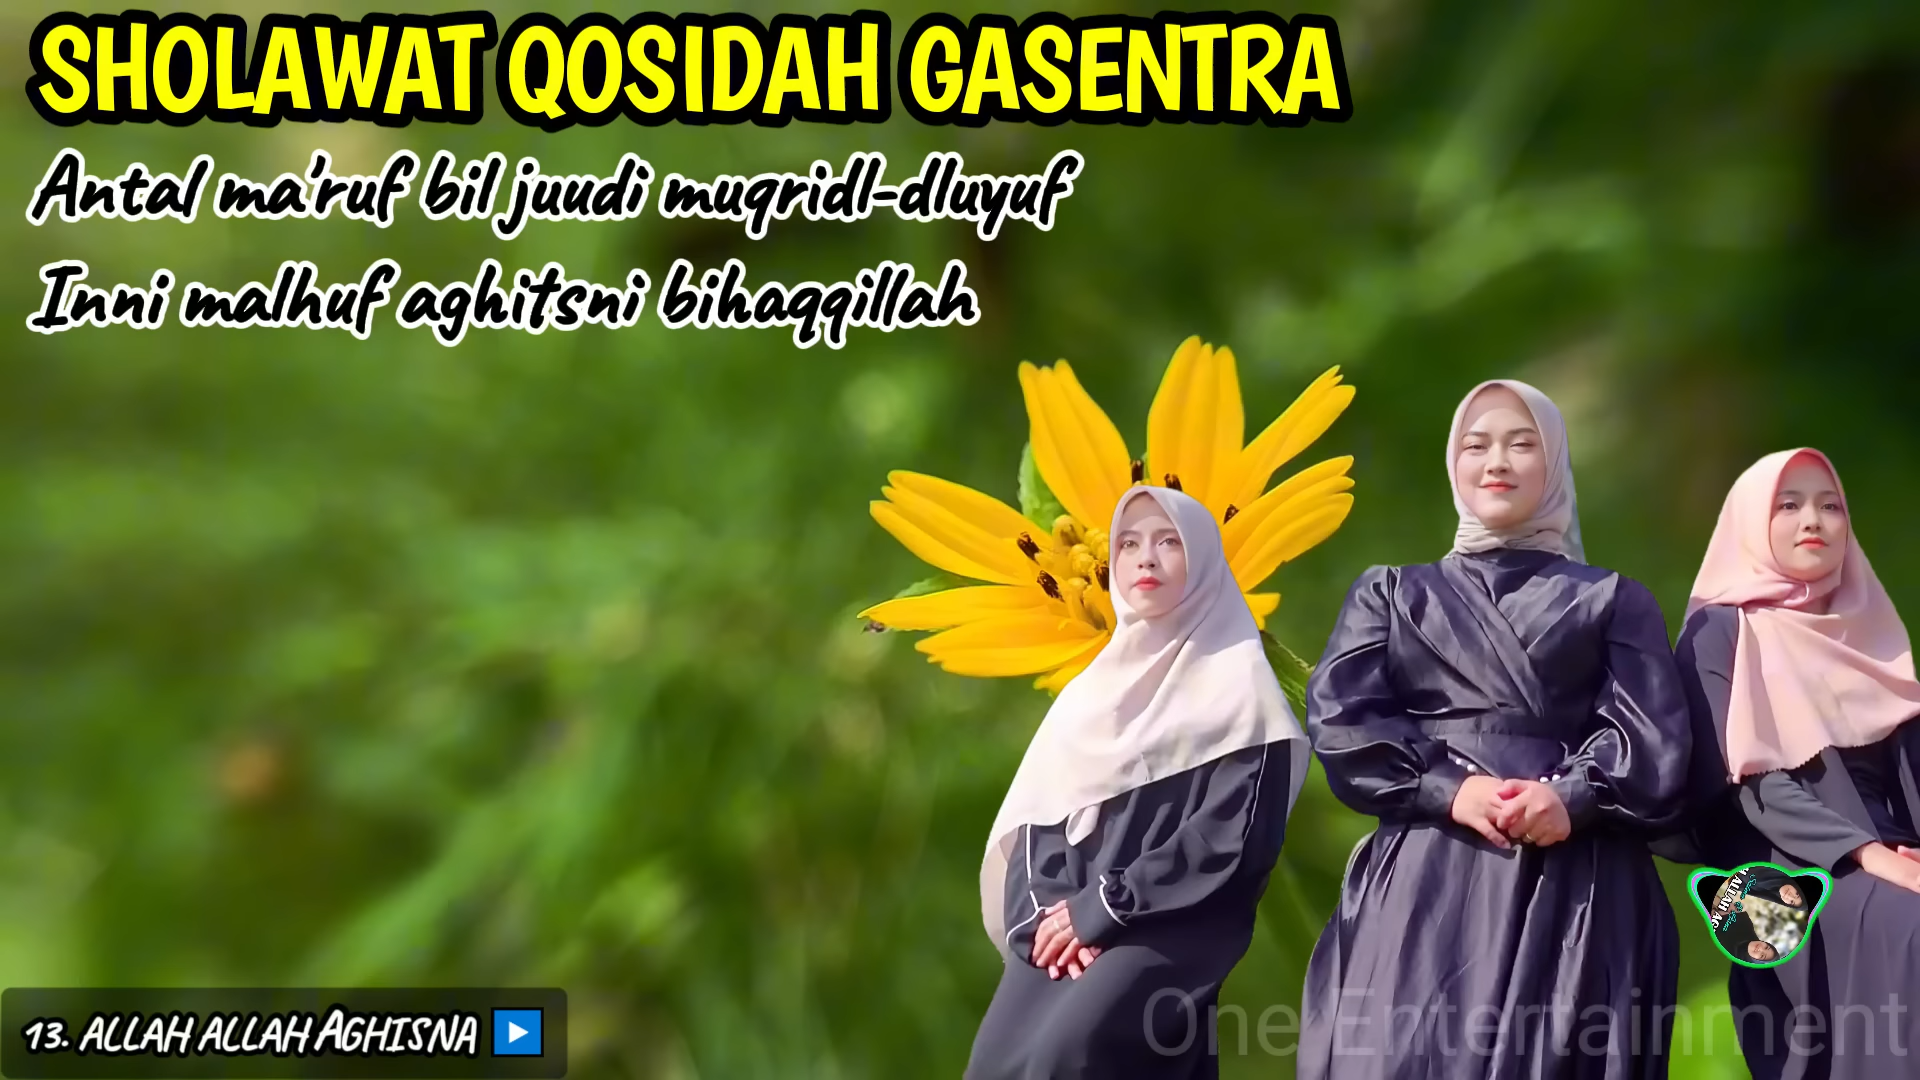 SHOLAWAT QOSIDAH GASENTRA
Antal ma'ruf bil juudi muqridl-dluyuf
Inni malhuf aghitsni bihaqqillah
13. ALLAH ALLAH AGHISNA
One Entertainment